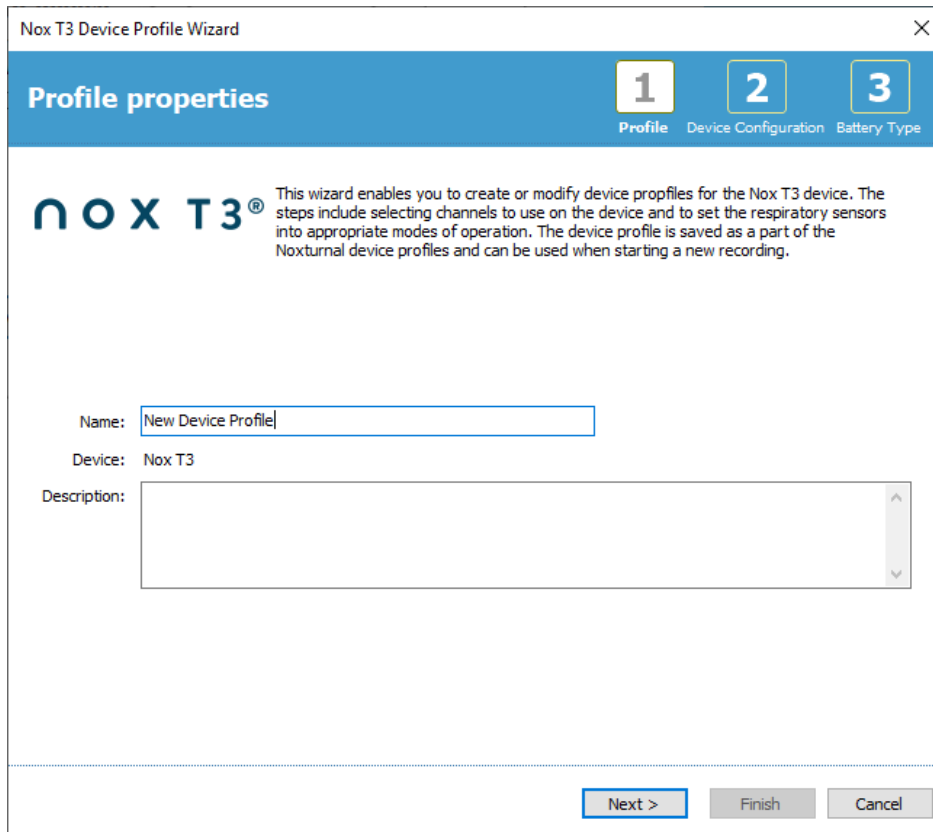 Nox T3 Device Profile Wizard
Profile properties
1
2
3
Profile
Device Configuration
Battery Type
nox T3®
This wizard enables you to create or modify device propfiles for the Nox T3 device. The
steps include selecting channels to use on the device and to set the respiratory sensors
into appropriate modes of operation. The device profile is saved as a part of the
Noxturnal device profiles and can be used when starting a new recording.
Name: New Device Profile
Device: Nox T3
Description:
Next >
Finish
Cancel